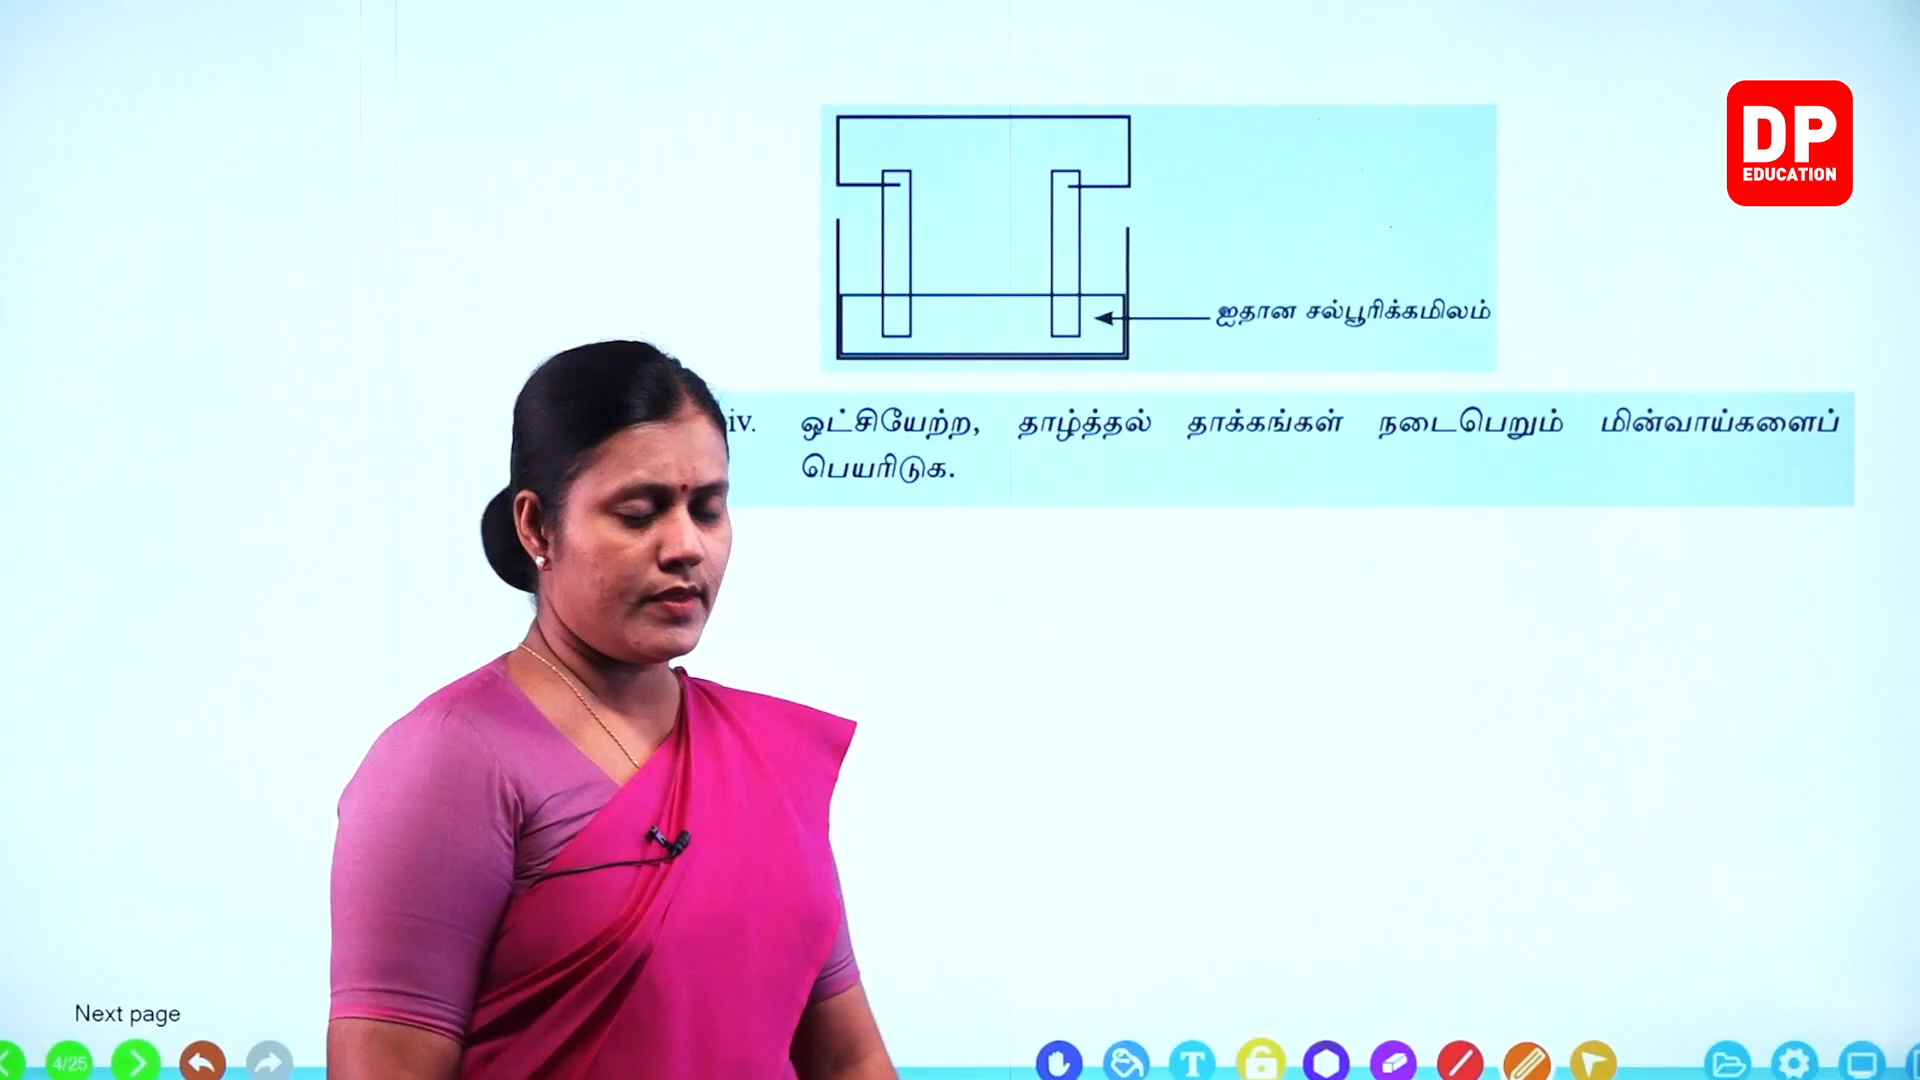 DP
EDUCATION
ஐதான சல்பூரிக்கமிலம்
iv. ஒட்சியேற்ற, தாழ்த்தல் தாக்கங்கள் நடைபெறும் மின்வாய்களைப்
பெயரிடுக.
Next page
4/25
T